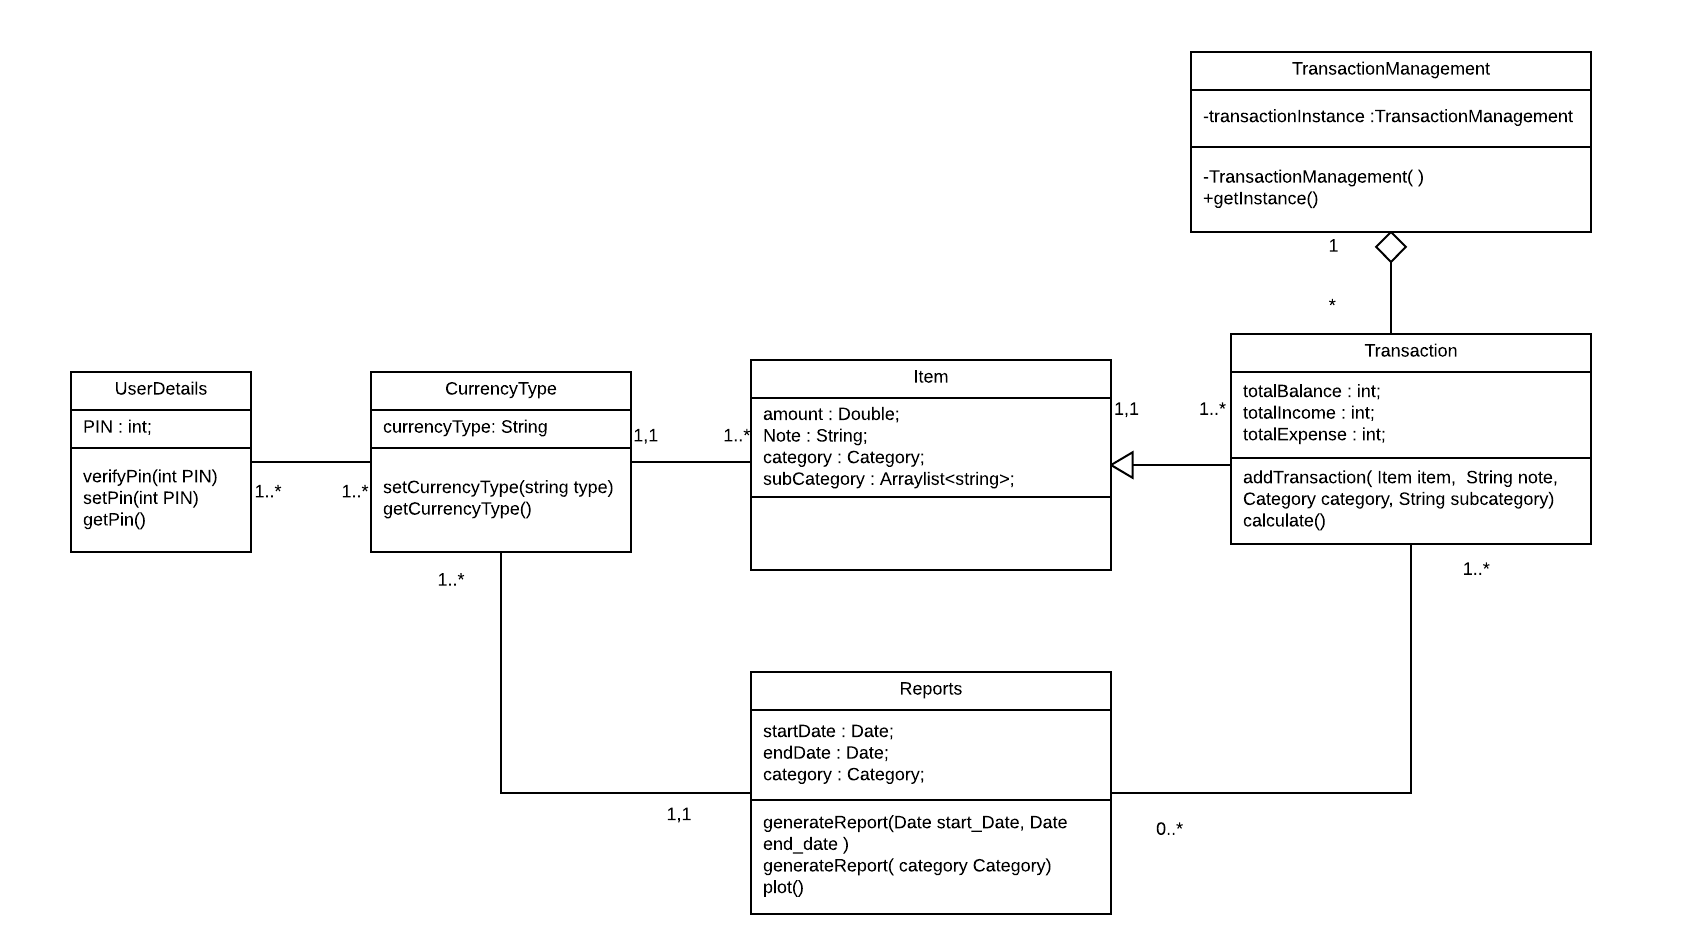 TransactionManagement
-transactionInstance :TransactionManagement
-TransactionManagement( )
+getInstance()
1
*
Transaction
totalBalance : int;
totalIncome : int;
totalExpense : int;
addTransaction( Item item,  String note,
Category category, String subcategory)
calculate()
UserDetails
PIN : int;
verifyPin(int PIN)
setPin(int PIN)
getPin()
1..*
1..*
CurrencyType
currencyType: String
setCurrencyType(string type)
getCurrencyType()
1,1
1..*
Item
amount : Double;
Note : String;
category : Category;
subCategory : Arraylist<string>;
1,1
1..*
1..*
1..*
Reports
startDate : Date;
endDate : Date;
category : Category;
generateReport(Date start_Date, Date
end_date )
generateReport( category Category)
plot()
1,1
0..*